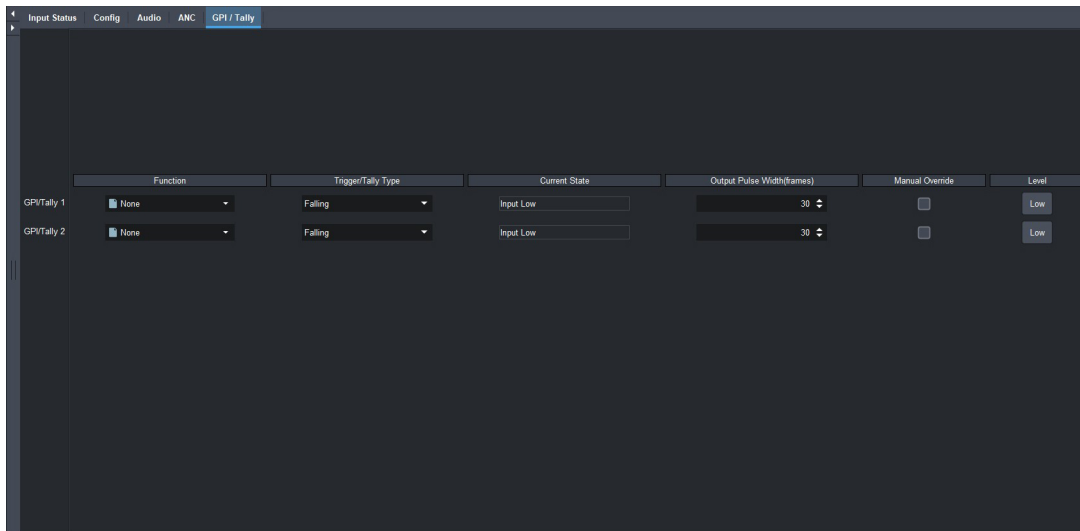 Input Status Config Audio ANC GPI / Tally
Function Trigger/Tally Type Current State Output Pulse Width(frames) Manual Override Level
GPI/Tally 1 None Falling Input Low 30 Low
GPI/Tally 2 None Falling Input Low 30 Low